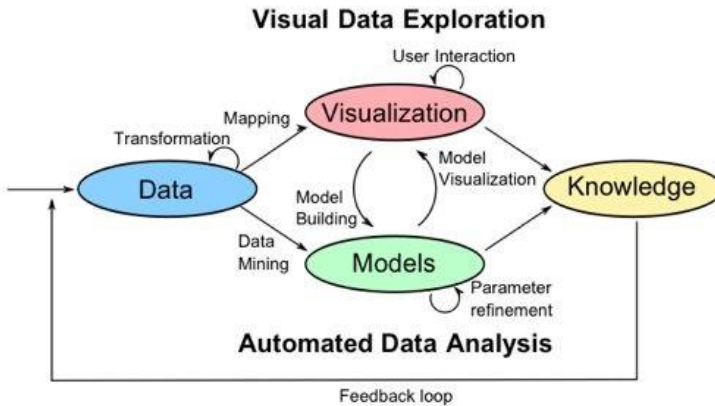 Visual Data Exploration
User Interaction
Visualization
Mapping
Transformation
Data
Model
Building
Model
Visualization
Knowledge
Data
Mining
Models
Parameter
refinement
Automated Data Analysis
Feedback loop